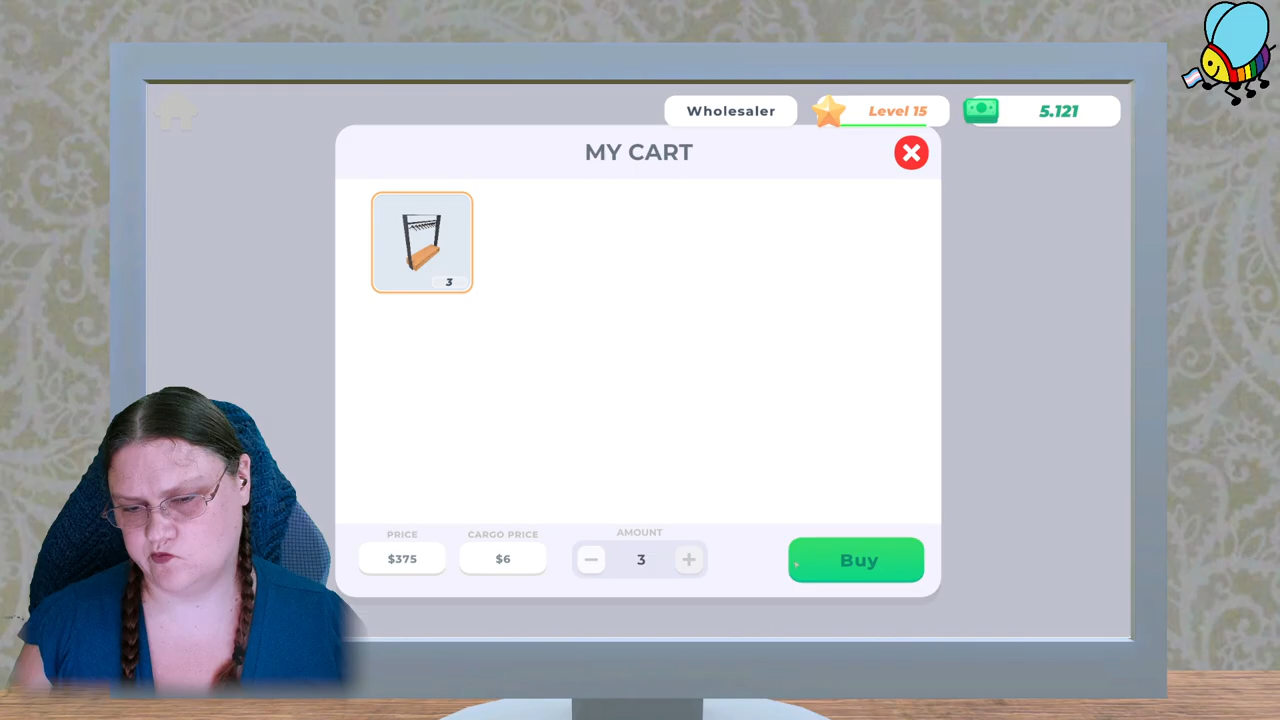 Wholesaler
Level 15
5.121
MY CART
3
PRICE
CARGO PRICE
AMOUNT
$375
$6
3
Buy